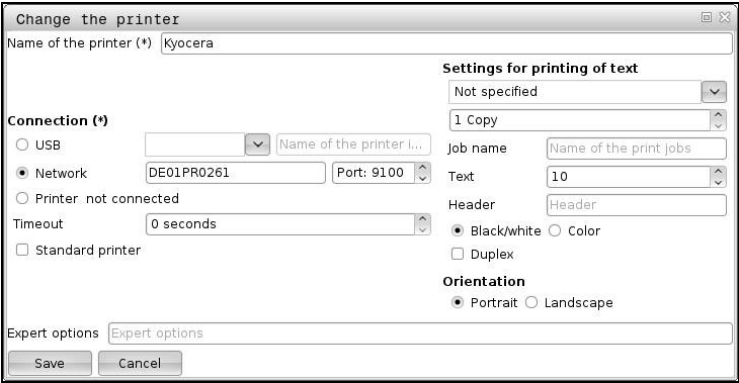 Change the printer
Name of the printer (*) Kyocera
Settings for printing of text
Not specified
1 Copy
Job name Name of the print jobs
Text 10
Header Header
Black/white Color
Duplex
Orientation
Portrait Landscape
Connection (*)
USB Name of the printer i...
Network DE01PR0261 Port: 9100
Printer not connected
Timeout 0 seconds
Standard printer
Expert options Expert options
Save Cancel